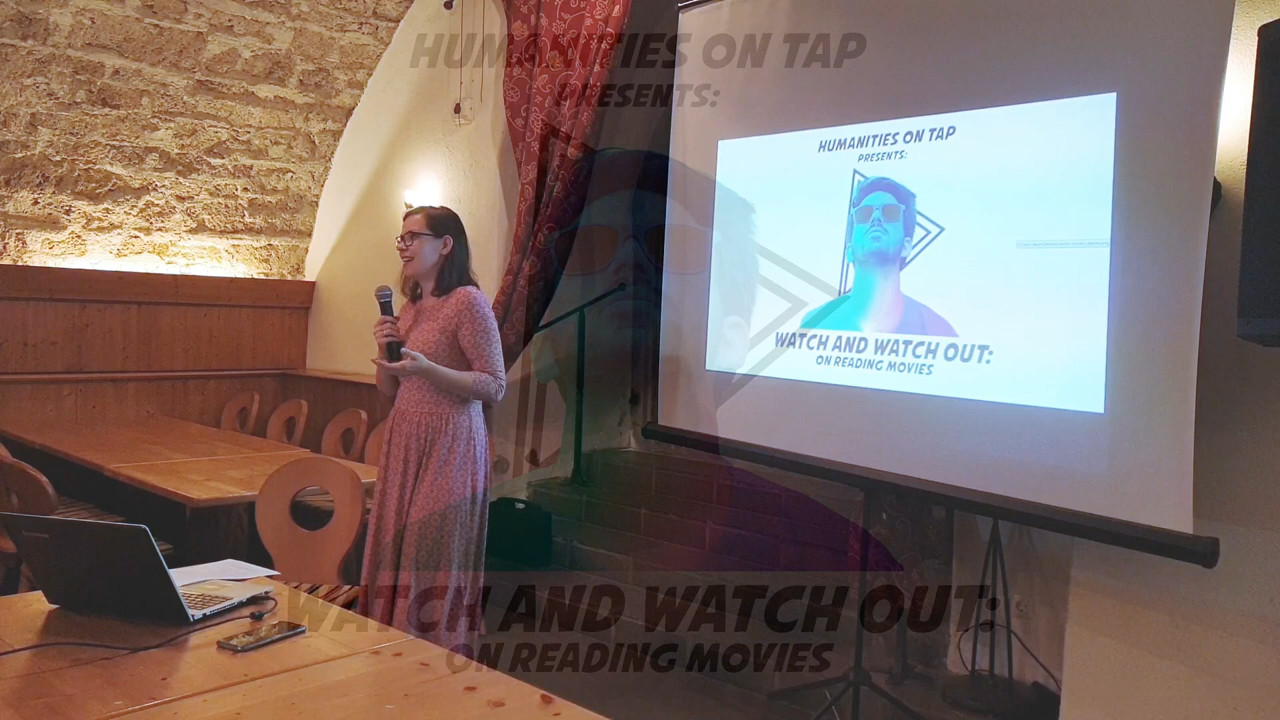 HUMANITIES ON TAP
PRESENTS:
HUMANITIES ON TAP
PRESENTS:
WATCH AND WATCH OUT:
ON READING MOVIES
WATCH AND WATCH OUT:
ON READING MOVIES